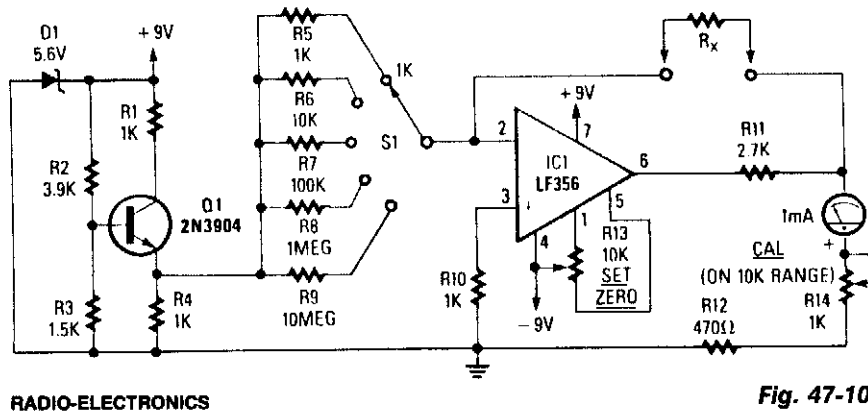 D1
5.6V
+9V
R1
1K
R2
3.9K
Q1
2N3904
R3
1.5K
R4
1K
R5
1K
R6
10K
R7
100K
R8
1MEG
R9
10MEG
1K
S1
2
3
+9V
7
IC1
LF356
6
5
1
4
-9V
R10
1K
R13
10K
SET
ZERO
RX
R11
2.7K
1mA
+
CAL
(ON 10K RANGE)
R14
1K
R12
470Ω
RADIO-ELECTRONICS
Fig. 47-10